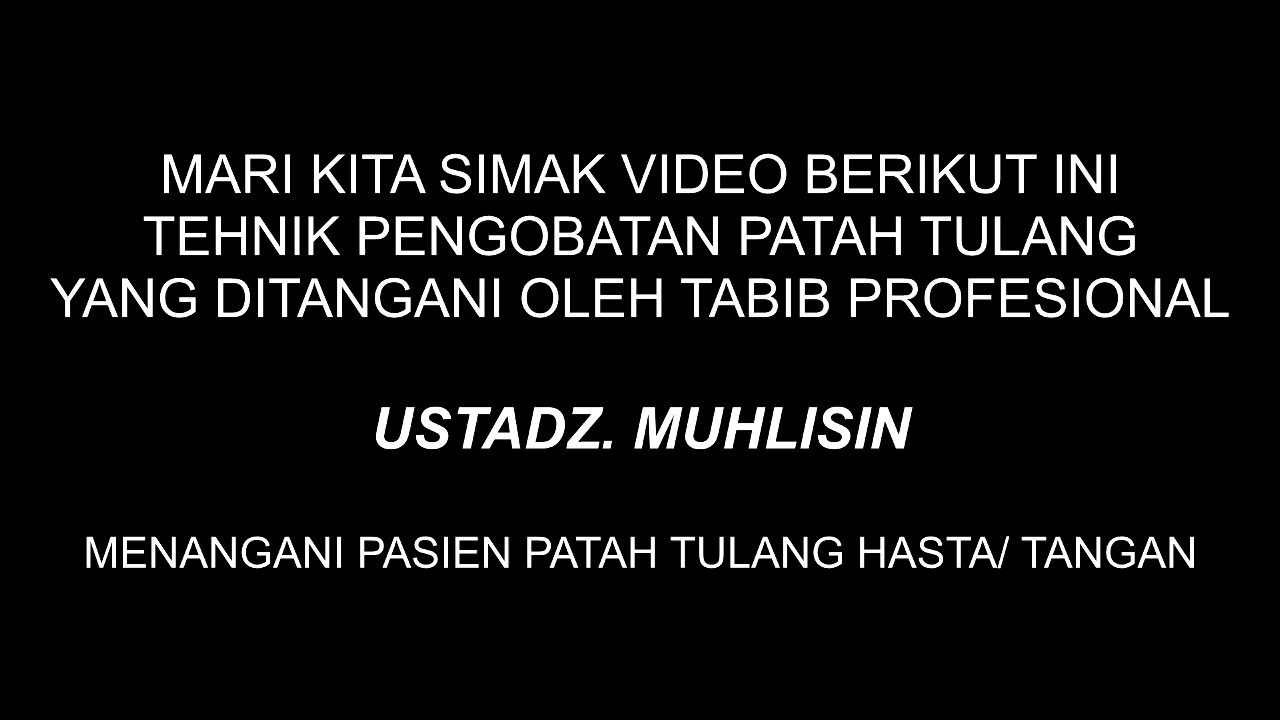 MARI KITA SIMAK VIDEO BERIKUT INI
TEHNIK PENGOBATAN PATAH TULANG
YANG DITANGANI OLEH TABIB PROFESIONAL
USTADZ. MUHLISIN
MENANGANI PASIEN PATAH TULANG HASTA/ TANGAN